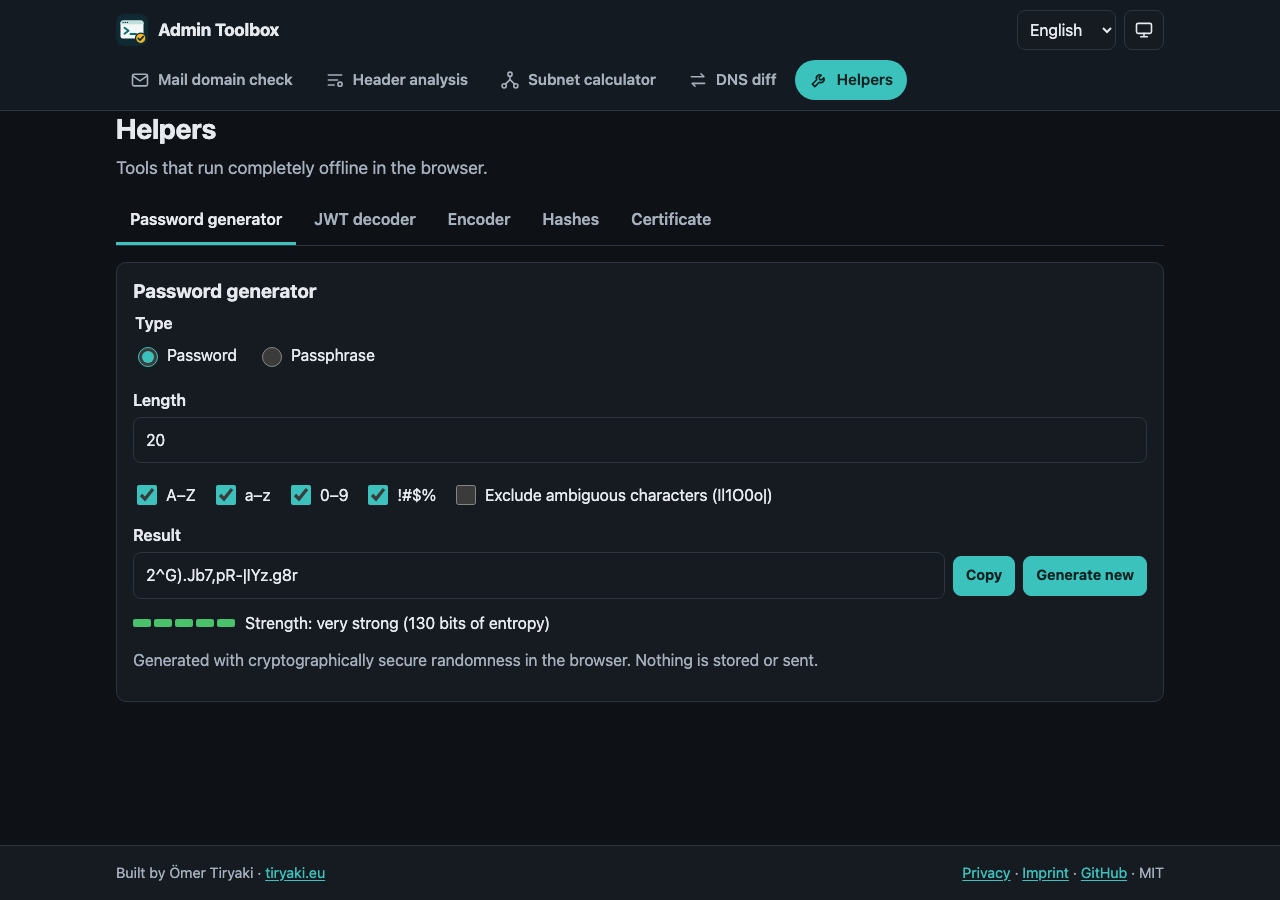 Admin Toolbox
English
Mail domain check
Header analysis
Subnet calculator
DNS diff
Helpers
Helpers
Tools that run completely offline in the browser.
Password generator
JWT decoder
Encoder
Hashes
Certificate
Password generator
Type
Password
Passphrase
Length
20
A–Z
a–z
0–9
!#$%
Exclude ambiguous characters (Il1O0o|)
Result
2^G).Jb7,pR-|lYz.g8r
Copy
Generate new
Strength: very strong (130 bits of entropy)
Generated with cryptographically secure randomness in the browser. Nothing is stored or sent.
Built by Ömer Tiryaki · tiryaki.eu
Privacy · Imprint · GitHub · MIT